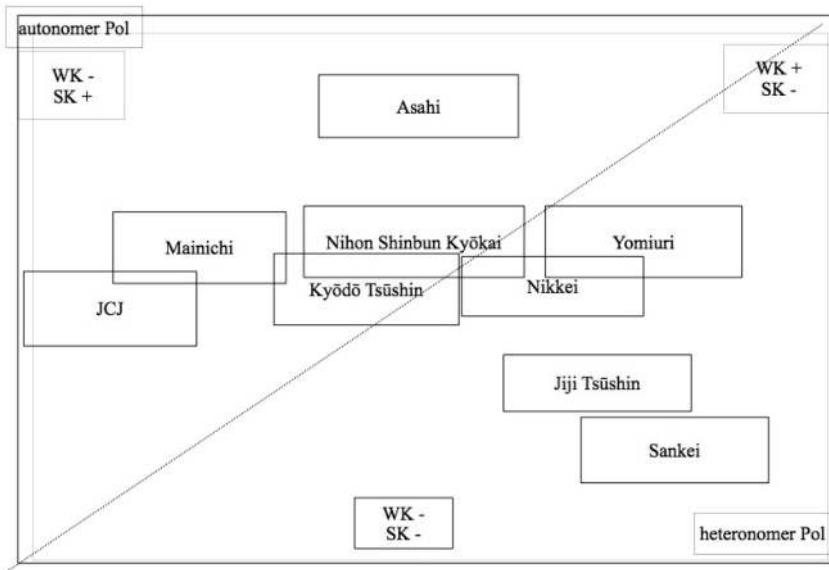 autonomer Pol
WK -
SK +
WK +
SK -
Asahi
Mainichi
Nihon Shinbun Kyōkai
Yomiuri
JCJ
Kyōdō Tsūshin
Nikkei
Jiji Tsūshin
Sankei
WK -
SK -
heteronomer Pol